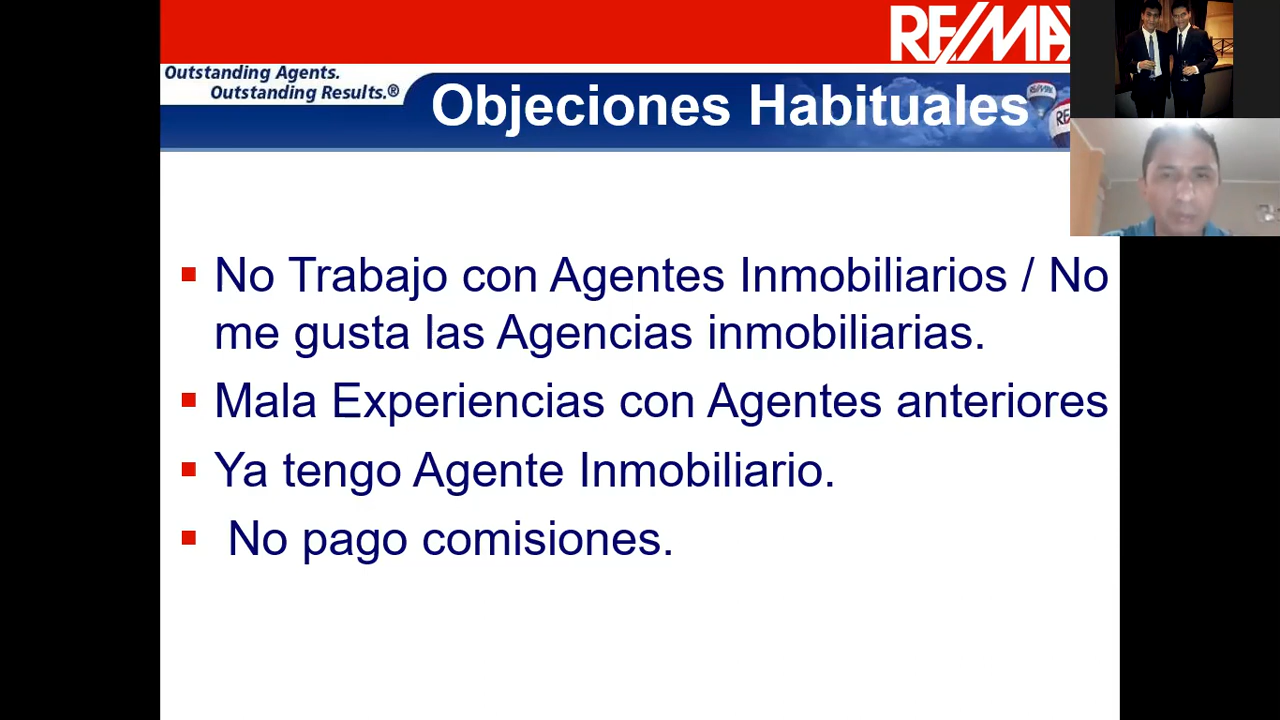 RE/MAX
Outstanding Agents.
Outstanding Results.®
Objeciones Habituales
▪ No Trabajo con Agentes Inmobiliarios / No
me gusta las Agencias inmobiliarias.
▪ Mala Experiencias con Agentes anteriores
▪ Ya tengo Agente Inmobiliario.
▪ No pago comisiones.